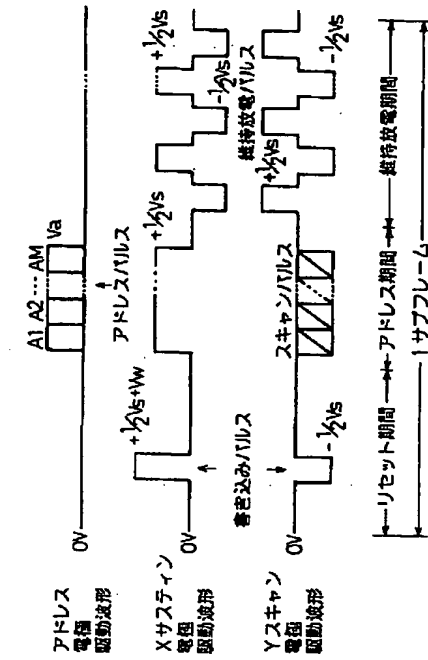 アドレス
電極
駆動波形
0V
A1 A2 ---- AM
Va
アドレスパルス
Xサスティン
電極
駆動波形
+½Vs+Vw
+½Vs
+½Vs
-½Vs
書き込みパルス
維持放電パルス
Yスキャン
電極
駆動波形
0V
-½Vs
スキャンパルス
+½Vs
-½Vs
リセット期間
アドレス期間
維持放電期間
1サブフレーム